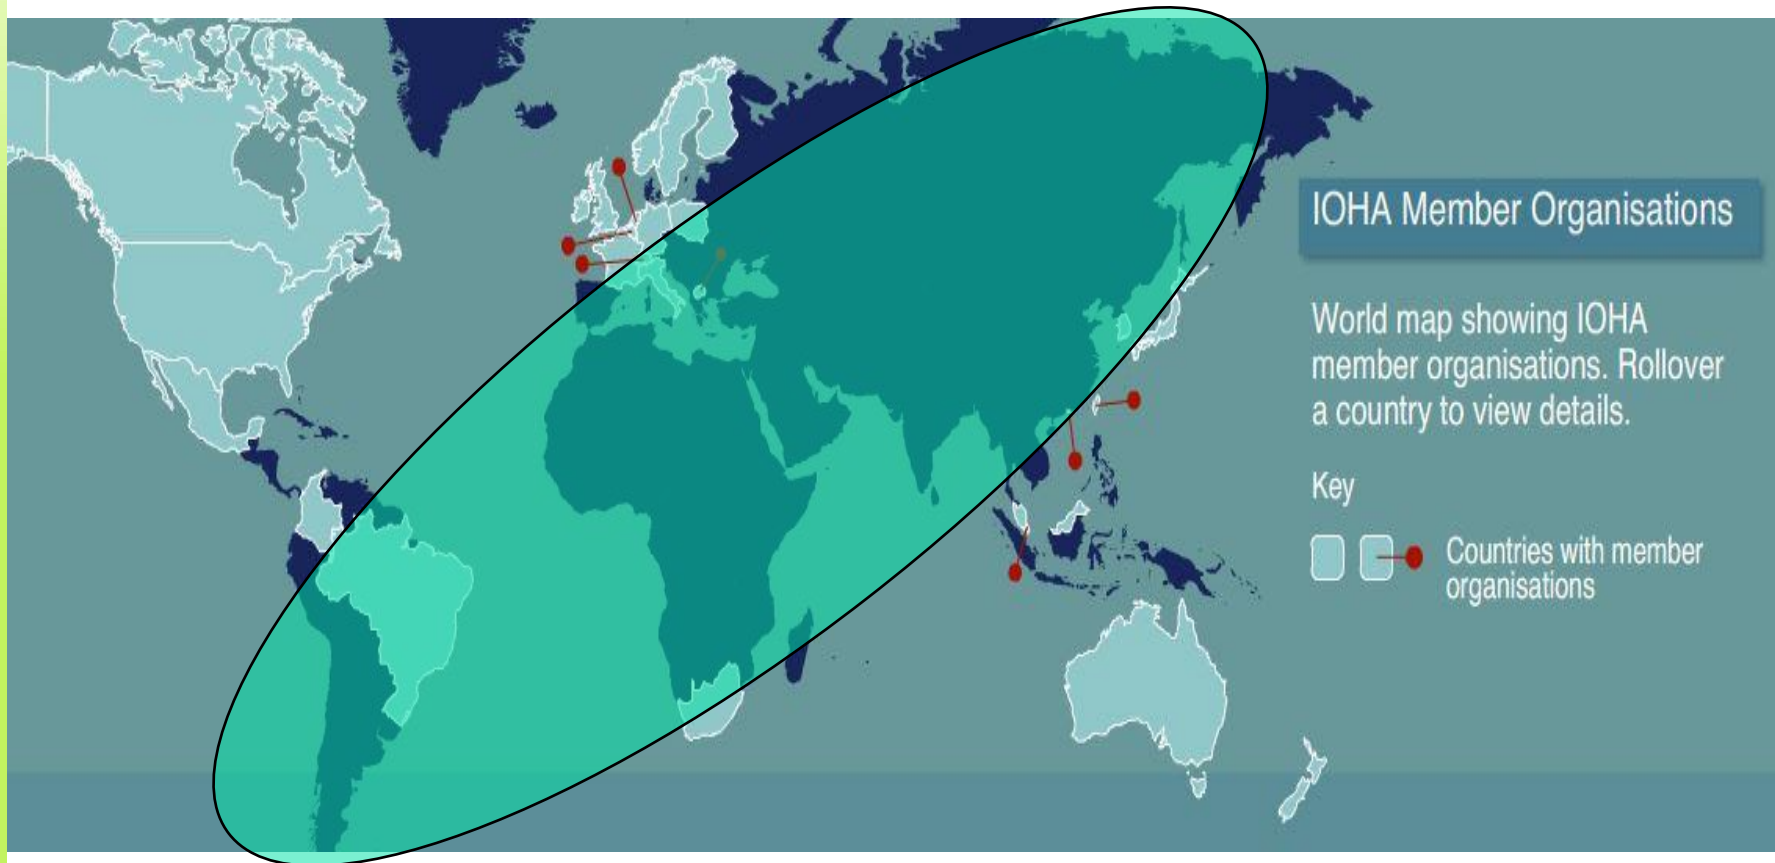 IOHA Member Organisations
World map showing IOHA
member organisations. Rollover
a country to view details.
Key
Countries with member
organisations